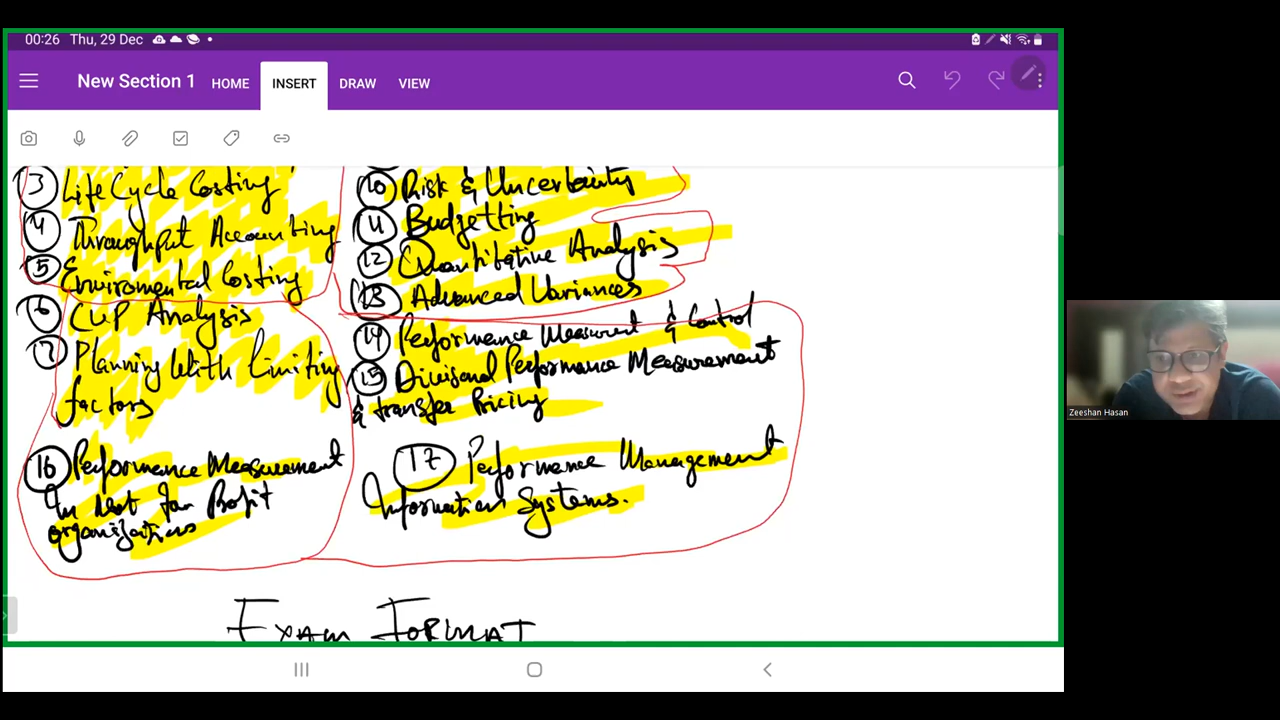 00:26 Thu, 29 Dec
New Section 1 HOME INSERT DRAW VIEW
3 Life Cycle Costing
4 Throughput Accounting
5 Enviromental Costing
6 CVP Analysis
7 Planning With limiting
factors
16 Performance Measurement
In Not for Profit
organizations
10 Risk & Uncertainty
11 Budgetting
12 Quantitative Analysis
13 Advanced Variances
14 Performance Measurent & Control
15 Divisonal Performance Measurement
& transfer Pricing
17 Performance Management
Information Systems.
EXAM FORMAT
Zeeshan Hasan